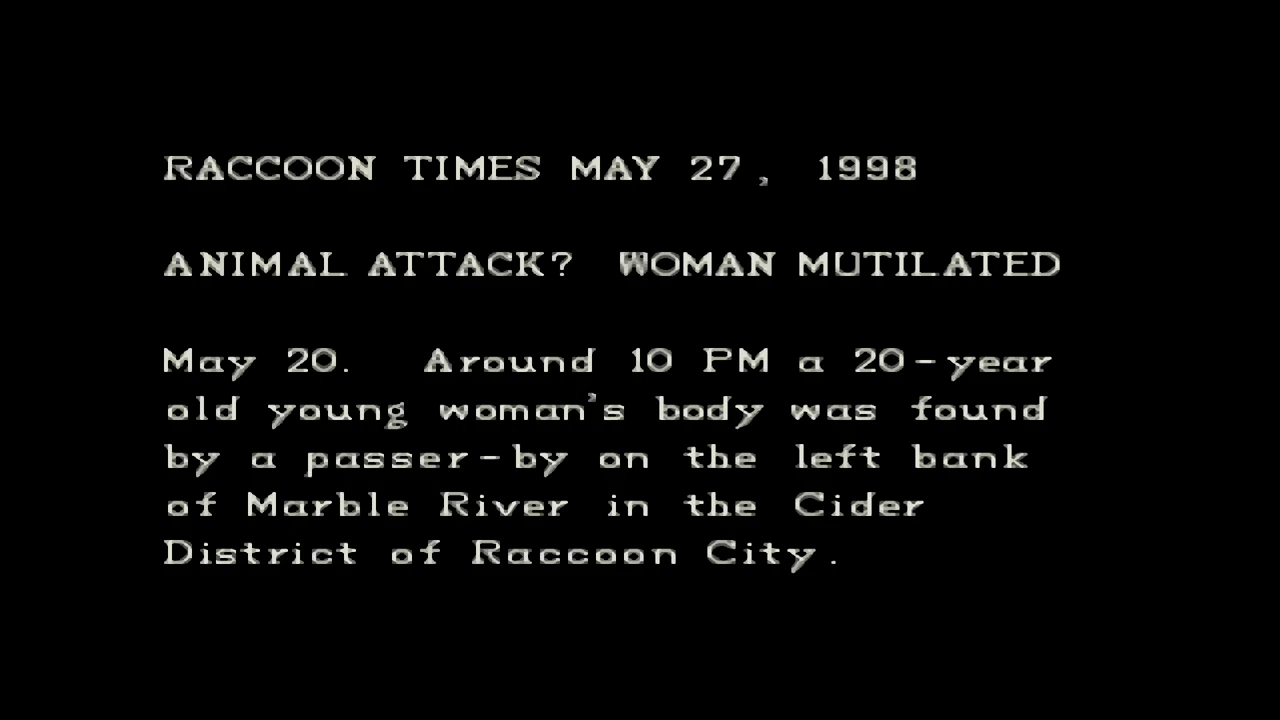 RACCOON TIMES MAY 27, 1998
ANIMAL ATTACK? WOMAN MUTILATED
May 20. Around 10 PM a 20-year
old young woman's body was found
by a passer-by on the left bank
of Marble River in the Cider
District of Raccoon City.